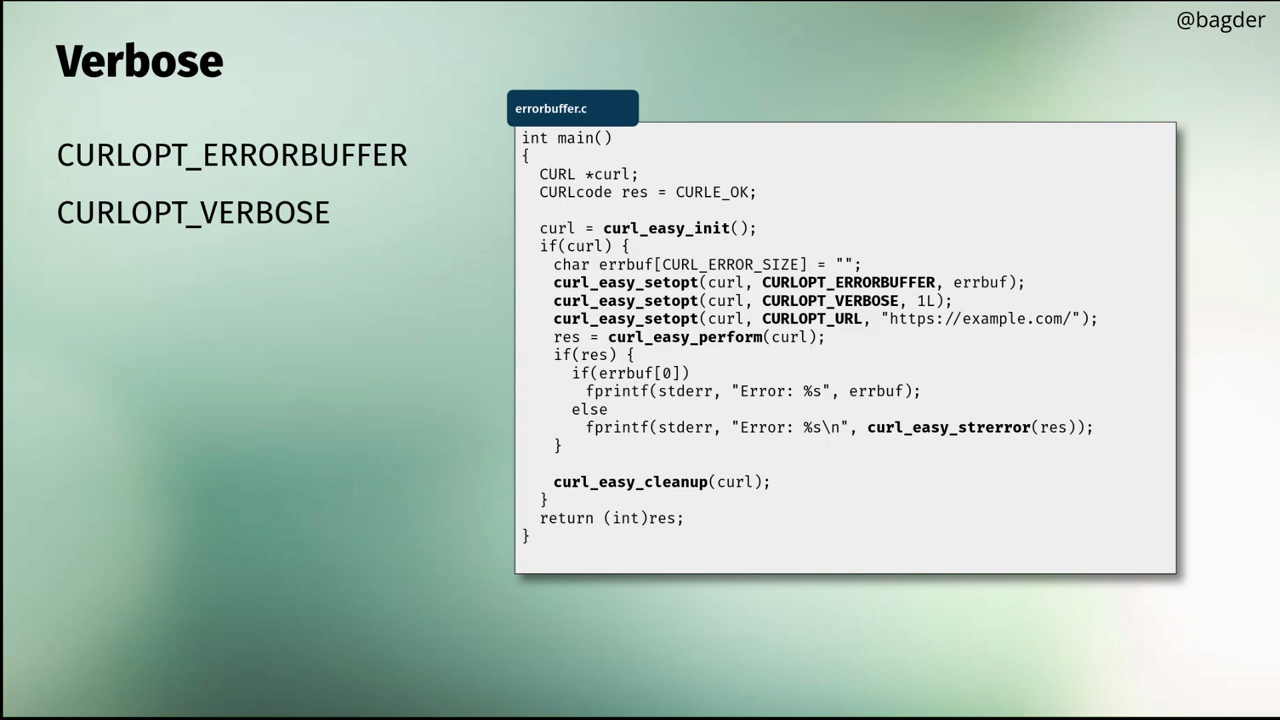 @bagder
Verbose
CURLOPT_ERRORBUFFER
CURLOPT_VERBOSE
errorbuffer.c
int main()
{
  CURL *curl;
  CURLcode res = CURLE_OK;

  curl = curl_easy_init();
  if(curl) {
    char errbuf[CURL_ERROR_SIZE] = "";
    curl_easy_setopt(curl, CURLOPT_ERRORBUFFER, errbuf);
    curl_easy_setopt(curl, CURLOPT_VERBOSE, 1L);
    curl_easy_setopt(curl, CURLOPT_URL, "https://example.com/");
    res = curl_easy_perform(curl);
    if(res) {
      if(errbuf[0])
        fprintf(stderr, "Error: %s", errbuf);
      else
        fprintf(stderr, "Error: %s\n", curl_easy_strerror(res));
    }

    curl_easy_cleanup(curl);
  }
  return (int)res;
}